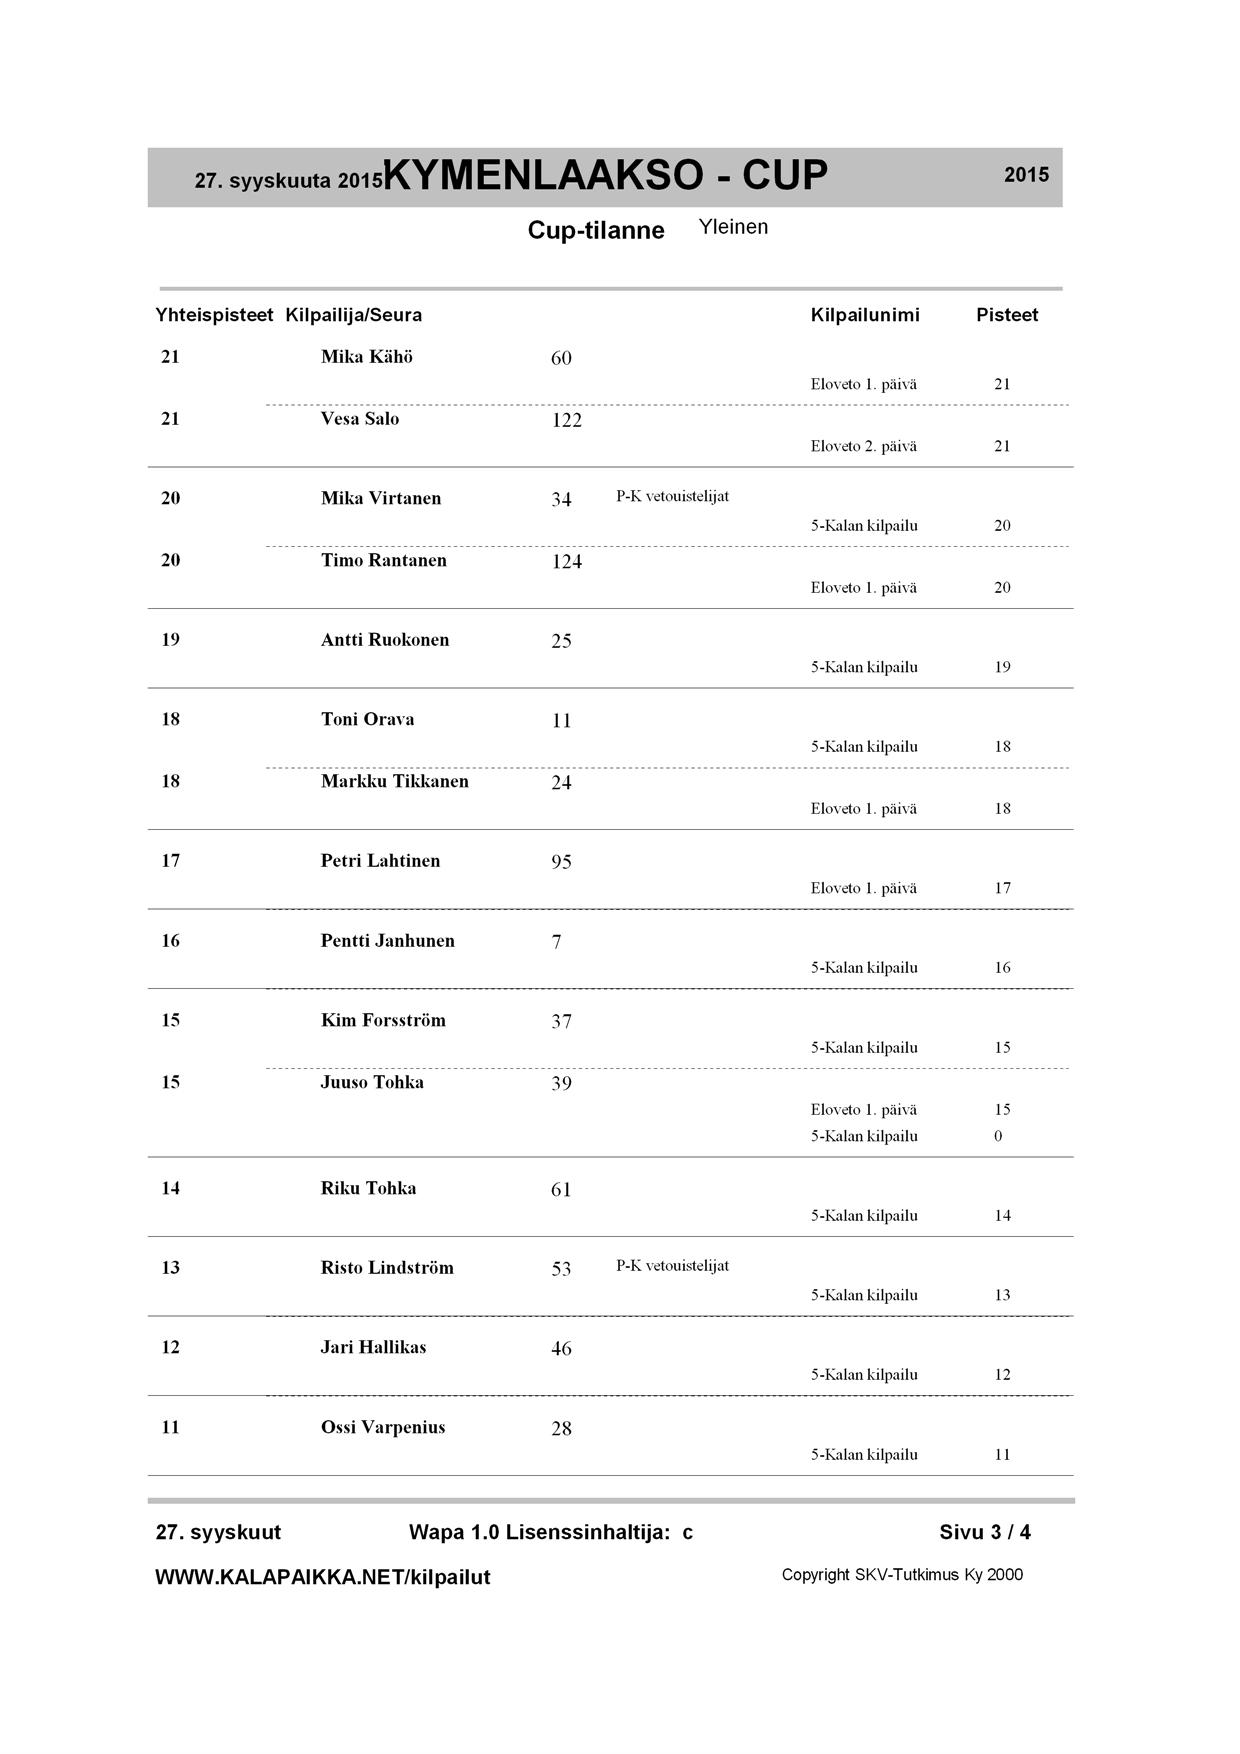 27. syyskuuta 2015 KYMENLAAKSO - CUP 2015
Cup-tilanne Yleinen
Yhteispisteet Kilpailija/Seura Kilpailunimi Pisteet
21 Mika Kähö 60
Eloveto 1. päivä 21
21 Vesa Salo 122
Eloveto 2. päivä 21
20 Mika Virtanen 34 P-K vetouistelijat
5-Kalan kilpailu 20
20 Timo Rantanen 124
Eloveto 1. päivä 20
19 Antti Ruokonen 25
5-Kalan kilpailu 19
18 Toni Orava 11
5-Kalan kilpailu 18
18 Markku Tikkanen 24
Eloveto 1. päivä 18
17 Petri Lahtinen 95
Eloveto 1. päivä 17
16 Pentti Janhunen 7
5-Kalan kilpailu 16
15 Kim Forsström 37
5-Kalan kilpailu 15
15 Juuso Tohka 39
Eloveto 1. päivä 15
5-Kalan kilpailu 0
14 Riku Tohka 61
5-Kalan kilpailu 14
13 Risto Lindström 53 P-K vetouistelijat
5-Kalan kilpailu 13
12 Jari Hallikas 46
5-Kalan kilpailu 12
11 Ossi Varpenius 28
5-Kalan kilpailu 11
27. syyskuut Wapa 1.0 Lisenssinhaltija: c Sivu 3 / 4
WWW.KALAPAIKKA.NET/kilpailut Copyright SKV-Tutkimus Ky 2000